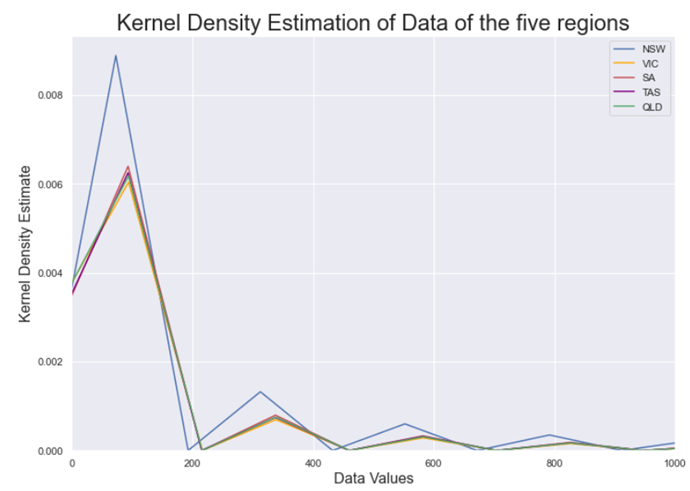 Kernel Density Estimation of Data of the five regions
NSW
VIC
SA
TAS
QLD
Kernel Density Estimate
0.008
0.006
0.004
0.002
0.000
0 200 400 600 800 1000
Data Values